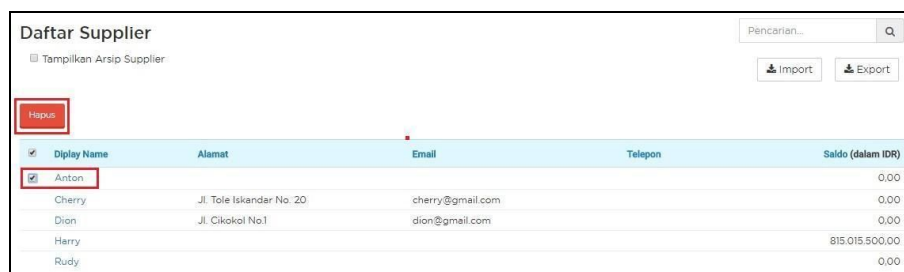 Daftar Supplier
Pencarian...
Tampilkan Arsip Supplier
Import Export
Hapus
Diplay Name Alamat Email Telepon Saldo (dalam IDR)
Anton 0,00
Cherry Jl. Tole Iskandar No. 20 cherry@gmail.com 0,00
Dion Jl. Cikokol No.1 dion@gmail.com 0,00
Harry 815.015.500,00
Rudy 0,00